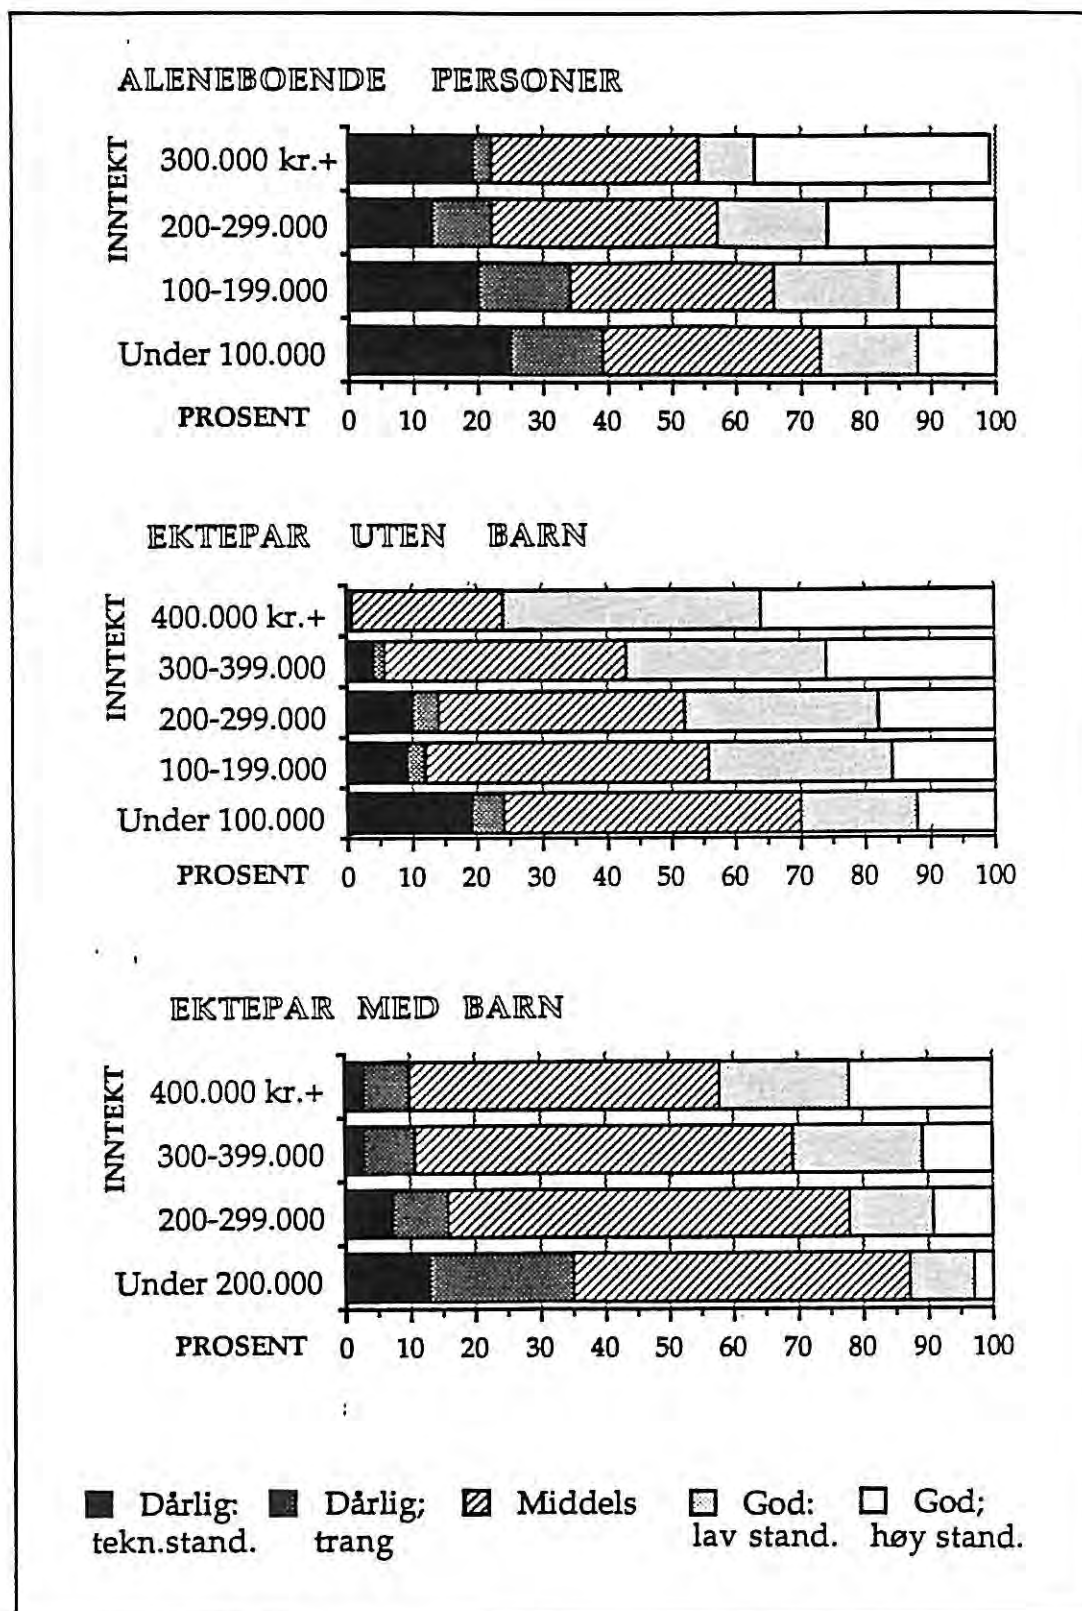 ALENEBOENDE PERSONER
INNTEKT
300.000 kr.+
200-299.000
100-199.000
Under 100.000
PROSENT 0 10 20 30 40 50 60 70 80 90 100
EKTEPAR UTEN BARN
INNTEKT
400.000 kr.+
300-399.000
200-299.000
100-199.000
Under 100.000
PROSENT 0 10 20 30 40 50 60 70 80 90 100
EKTEPAR MED BARN
INNTEKT
400.000 kr.+
300-399.000
200-299.000
Under 200.000
PROSENT 0 10 20 30 40 50 60 70 80 90 100
Dårlig: Dårlig; Middels God: God;
tekn.stand. trang lav stand. høy stand.